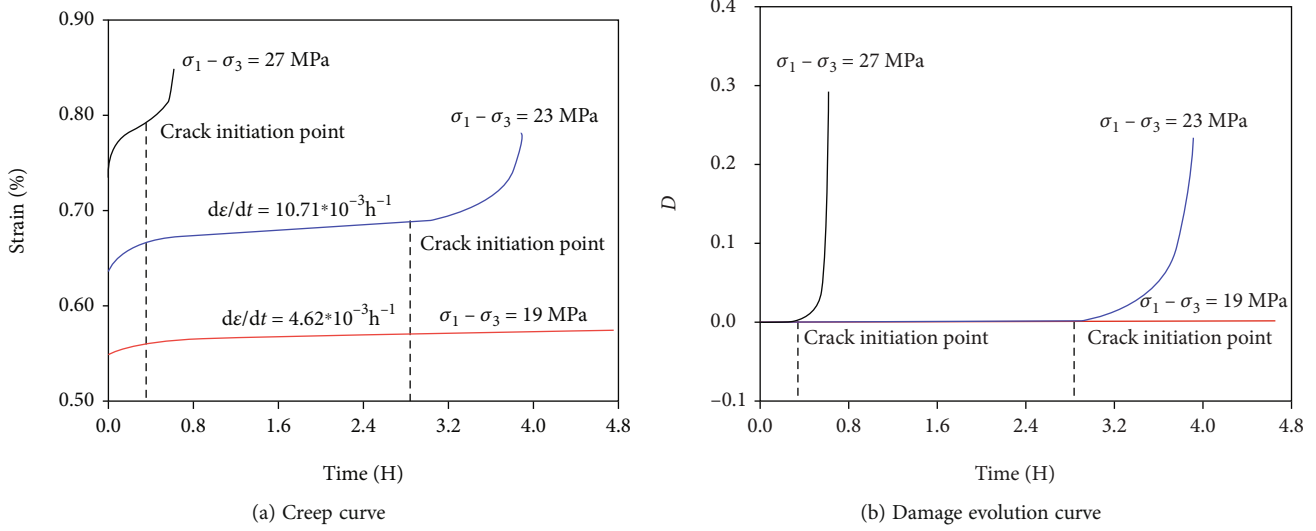 0.90
0.80
0.70
0.60
0.50
Strain (%)
σ₁ – σ₃ = 27 MPa
Crack initiation point
σ₁ – σ₃ = 23 MPa
dε/dt = 10.71*10⁻³h⁻¹
Crack initiation point
dε/dt = 4.62*10⁻³h⁻¹
σ₁ – σ₃ = 19 MPa
0.0 0.8 1.6 2.4 3.2 4.0 4.8
Time (H)
(a) Creep curve
0.4
0.3
0.2
0.1
0.0
–0.1
D
σ₁ – σ₃ = 27 MPa
σ₁ – σ₃ = 23 MPa
σ₁ – σ₃ = 19 MPa
Crack initiation point
Crack initiation point
0.0 0.8 1.6 2.4 3.2 4.0 4.8
Time (H)
(b) Damage evolution curve